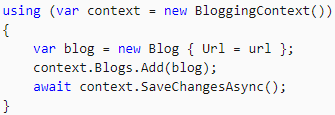 using (var context = new BloggingContext())
{
    var blog = new Blog { Url = url };
    context.Blogs.Add(blog);
    await context.SaveChangesAsync();
}